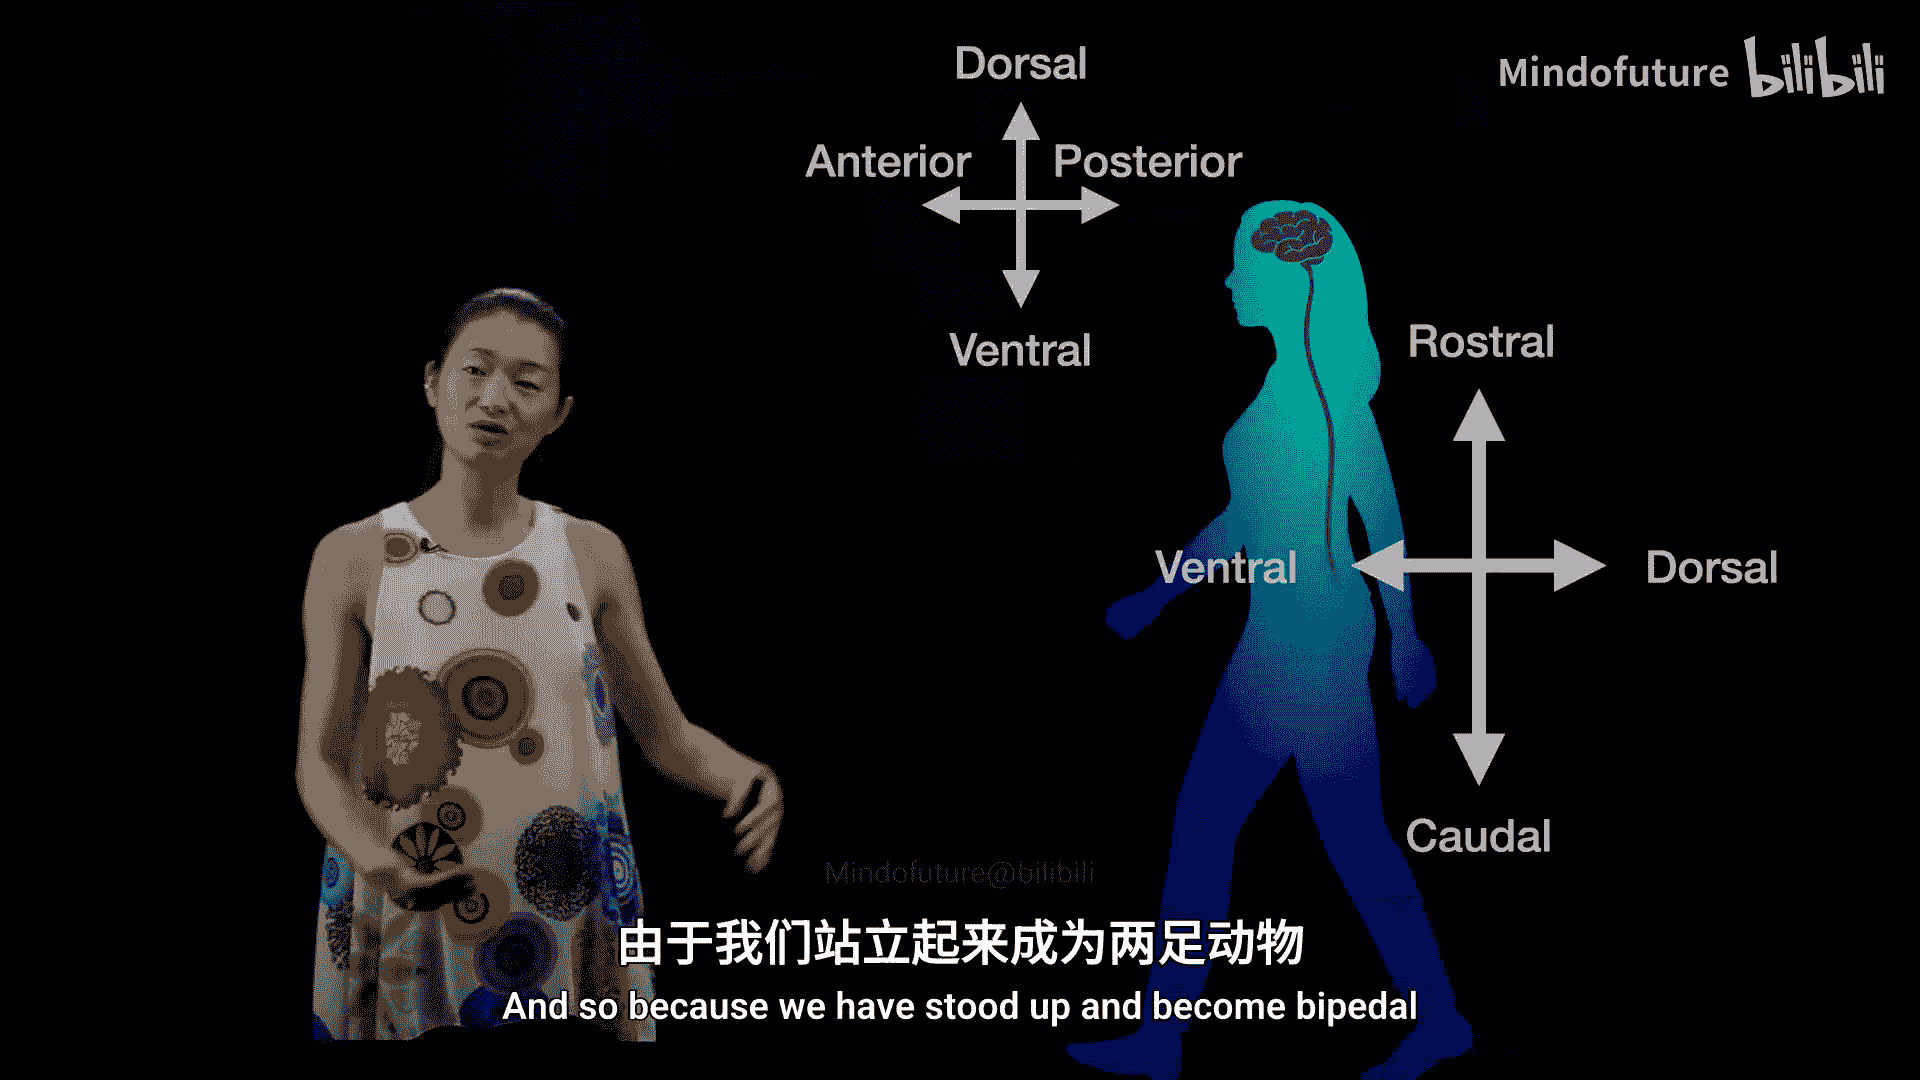 Dorsal
Mindofuture bilibili
Anterior
Posterior
Ventral
Rostral
Ventral
Dorsal
Caudal
Mindofuture@bilibili
由于我们站立起来成为两足动物
And so because we have stood up and become bipedal